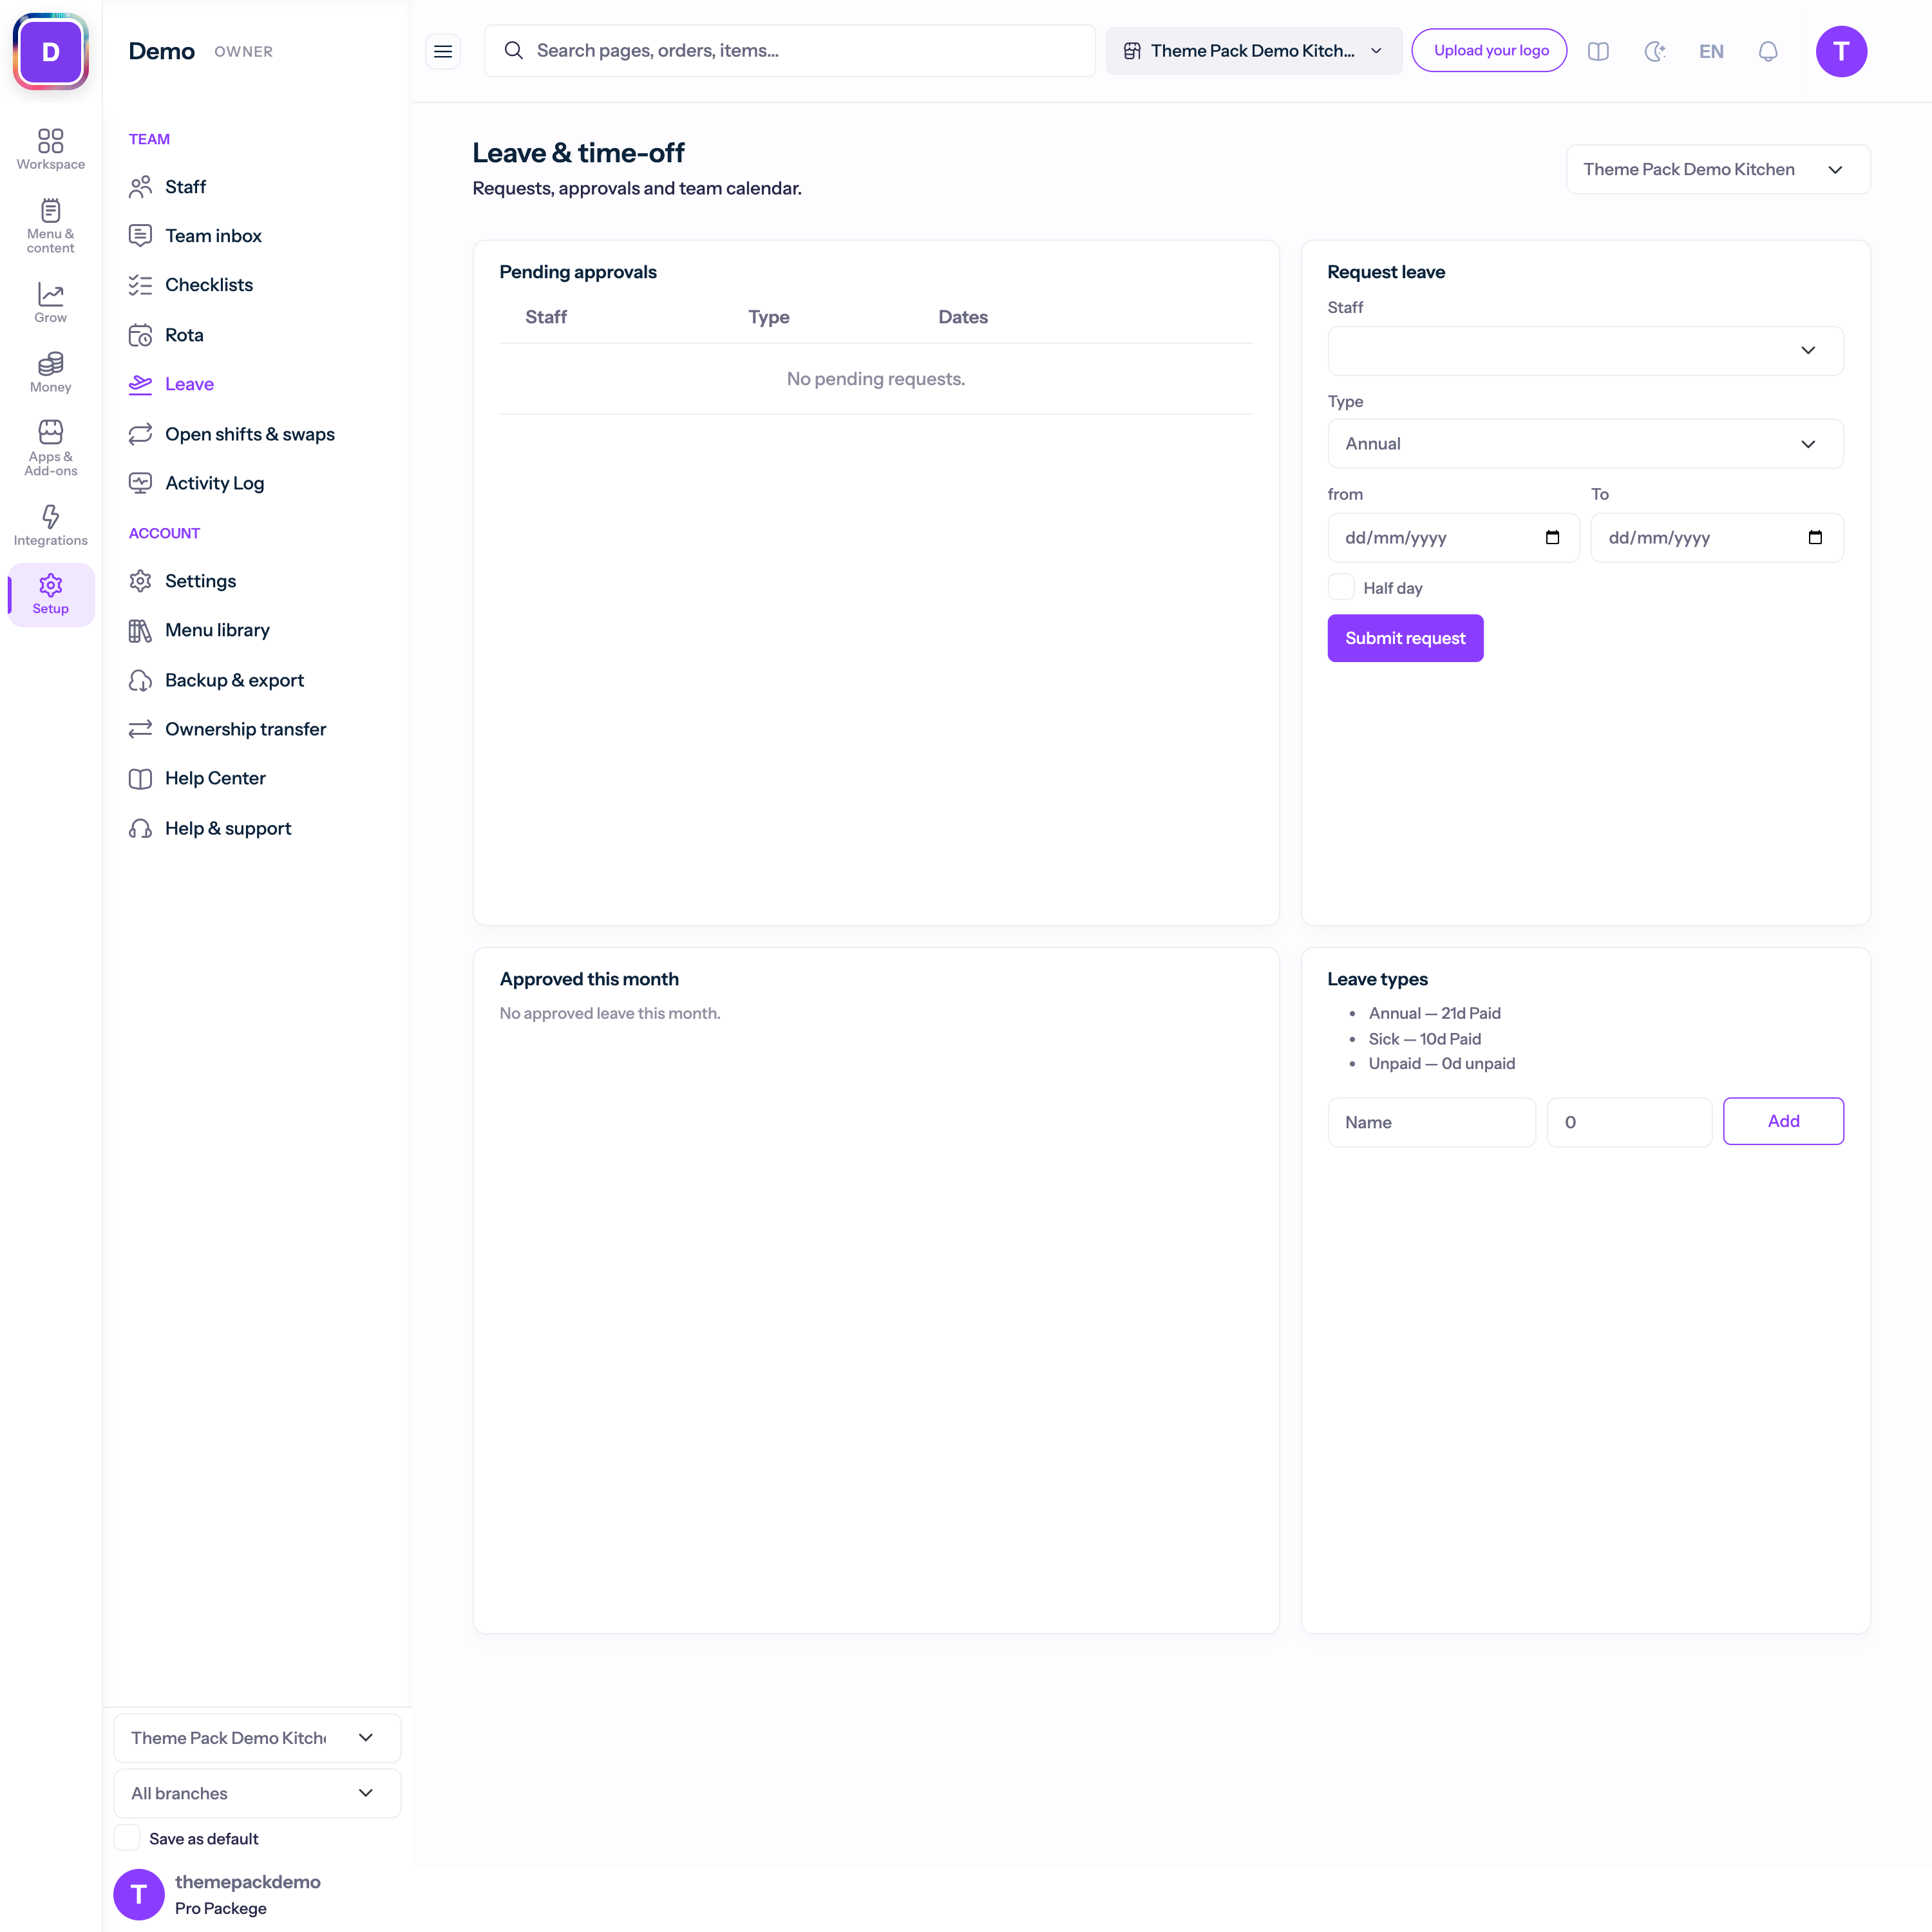 D
Workspace
Menu &
content
Grow
Money
Apps &
Add-ons
Integrations
Setup
Demo OWNER
TEAM
Staff
Team inbox
Checklists
Rota
Leave
Open shifts & swaps
Activity Log
ACCOUNT
Settings
Menu library
Backup & export
Ownership transfer
Help Center
Help & support
Theme Pack Demo Kitch
All branches
Save as default
T
themepackdemo
Pro Packege
Search pages, orders, items...
Theme Pack Demo Kitch...
Upload your logo
EN
T
Leave & time-off
Requests, approvals and team calendar.
Theme Pack Demo Kitchen
Pending approvals
Staff Type Dates
No pending requests.
Request leave
Staff
Type
Annual
from To
dd/mm/yyyy dd/mm/yyyy
Half day
Submit request
Approved this month
No approved leave this month.
Leave types
• Annual — 21d Paid
• Sick — 10d Paid
• Unpaid — 0d unpaid
Name 0 Add